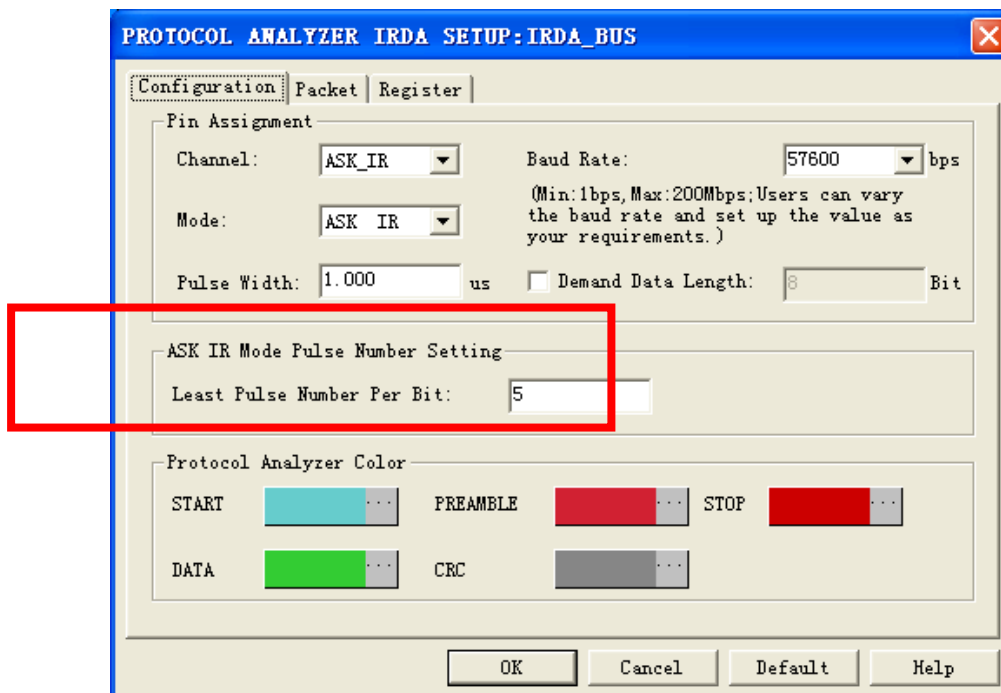 PROTOCOL ANALYZER IRDA SETUP:IRDA_BUS
Configuration Packet Register
Pin Assignment
Channel: ASK_IR Baud Rate: 57600 bps
(Min:1bps,Max:200Mbps;Users can vary
the baud rate and set up the value as
your requirements.)
Mode: ASK IR
Pulse Width: 1.000 us Demand Data Length: 8 Bit
ASK IR Mode Pulse Number Setting
Least Pulse Number Per Bit: 5
Protocol Analyzer Color
START ... PREAMBLE ... STOP ...
DATA ... CRC ...
OK Cancel Default Help